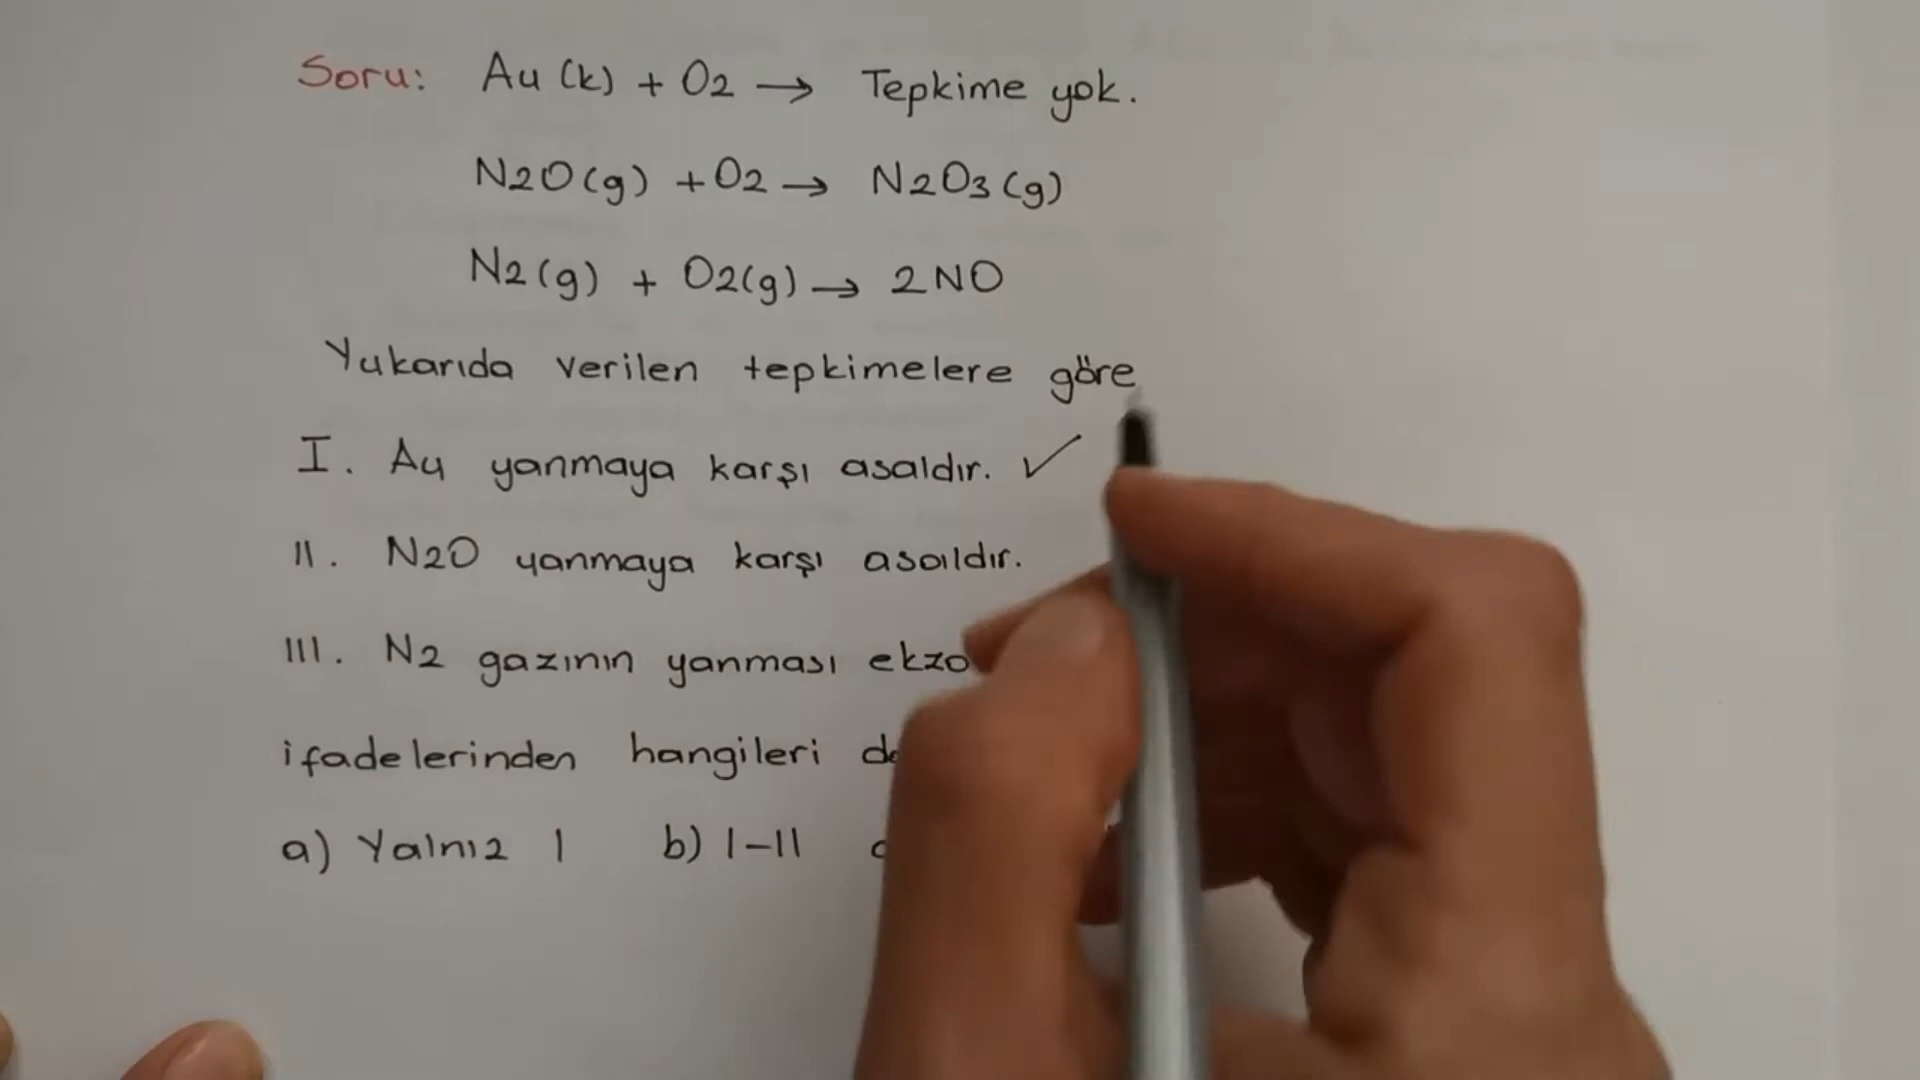 Soru: Au (k) + O2 → Tepkime yok.
N2O(g) + O2 → N2O3 (g)
N2(g) + O2(g) → 2NO
Yukarıda verilen tepkimelere göre
I. Au yanmaya karşı asaldır. ✓
II. N2O yanmaya karşı asaldır.
III. N2 gazının yanması
ifadelerinden hangileri
a) Yalnız I b) I-II